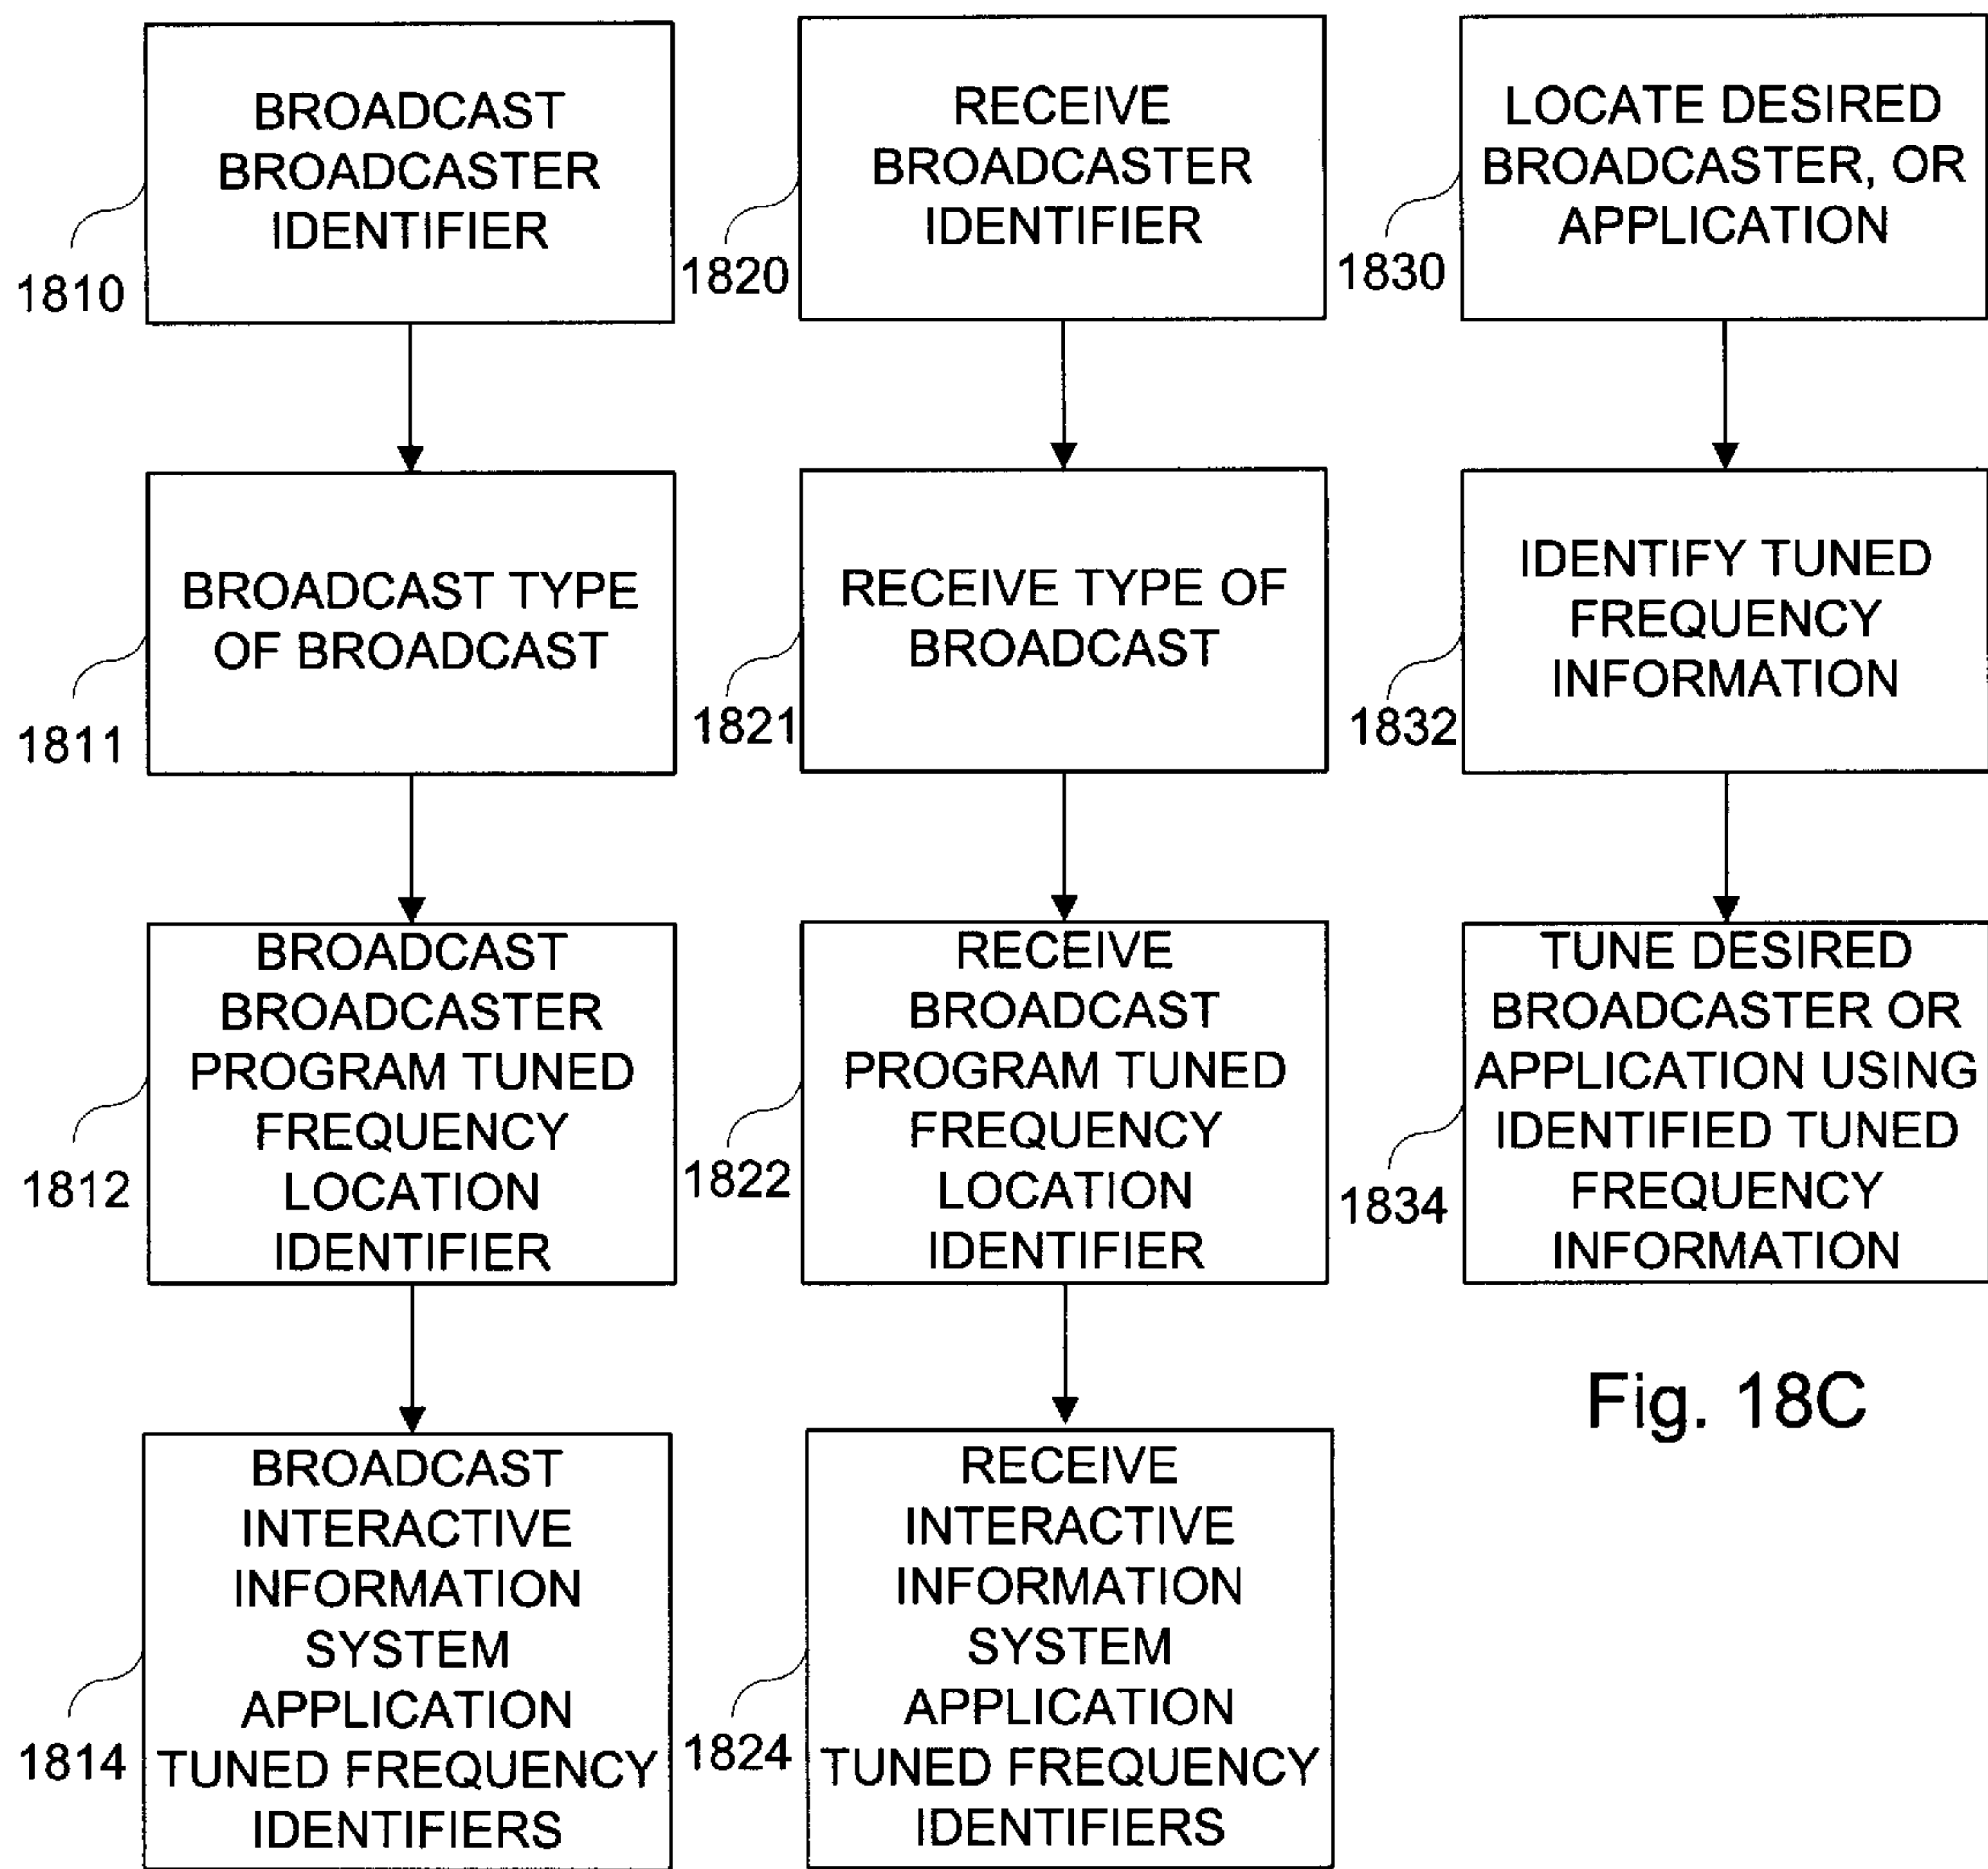 BROADCAST
BROADCASTER
IDENTIFIER
1810
BROADCAST TYPE
OF BROADCAST
1811
BROADCAST
BROADCASTER
PROGRAM TUNED
FREQUENCY
LOCATION
IDENTIFIER
1812
BROADCAST
INTERACTIVE
INFORMATION
SYSTEM
APPLICATION
TUNED FREQUENCY
IDENTIFIERS
1814
RECEIVE
BROADCASTER
IDENTIFIER
1820
RECEIVE TYPE OF
BROADCAST
1821
RECEIVE
BROADCAST
PROGRAM TUNED
FREQUENCY
LOCATION
IDENTIFIER
1822
RECEIVE
INTERACTIVE
INFORMATION
SYSTEM
APPLICATION
TUNED FREQUENCY
IDENTIFIERS
1824
LOCATE DESIRED
BROADCASTER, OR
APPLICATION
1830
IDENTIFY TUNED
FREQUENCY
INFORMATION
1832
TUNE DESIRED
BROADCASTER OR
APPLICATION USING
IDENTIFIED TUNED
FREQUENCY
INFORMATION
1834
Fig. 18C